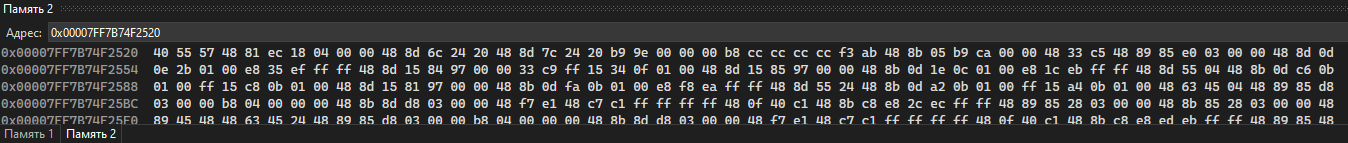 Память 2
Адрес: 0x00007FF7B74F2520
0x00007FF7B74F2520 40 55 57 48 81 ec 18 04 00 00 48 8d 6c 24 20 48 8d 7c 24 20 b9 9e 00 00 00 b8 cc cc cc cc f3 ab 48 8b 05 b9 ca 00 00 48 33 c5 48 89 85 e0 03 00 00 48 8d 0d
0x00007FF7B74F2554 0e 2b 01 00 e8 35 ef ff ff 48 8d 15 84 97 00 00 33 c9 ff 15 34 0f 01 00 48 8d 15 85 97 00 00 48 8b 0d 1e 0c 01 00 e8 1c eb ff ff 48 8d 55 04 48 8b 0d c6 0b
0x00007FF7B74F2588 01 00 ff 15 c8 0b 01 00 48 8d 15 81 97 00 00 48 8b 0d fa 0b 01 00 e8 f8 ea ff ff 48 8d 55 24 48 8b 0d a2 0b 01 00 ff 15 a4 0b 01 00 48 63 45 04 48 89 85 d8
0x00007FF7B74F25BC 03 00 00 b8 04 00 00 00 48 8b 8d d8 03 00 00 48 f7 e1 48 c7 c1 ff ff ff ff 48 0f 40 c1 48 8b c8 e8 2c ec ff ff 48 89 85 28 03 00 00 48 8b 85 28 03 00 00 48
0x00007FF7B74F25F0 89 45 48 48 63 45 24 48 89 85 d8 03 00 00 b8 04 00 00 00 48 8b 8d d8 03 00 00 48 f7 e1 48 c7 c1 ff ff ff ff 48 0f 40 c1 48 8b c8 e8 ed eb ff ff 48 89 85 48
Память 1 Память 2